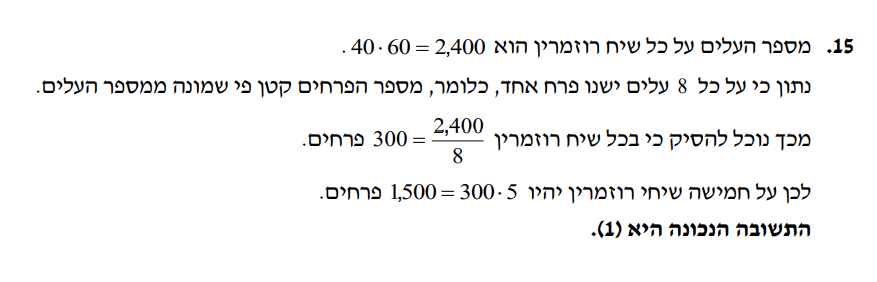 15. מספר העלים על כל שיח רוזמרין הוא 40 · 60 = 2,400 .
נתון כי על כל 8 עלים ישנו פרח אחד, כלומר, מספר הפרחים קטן פי שמונה ממספר העלים.
מכך נוכל להסיק כי בכל שיח רוזמרין 300 = 2,400/8 פרחים.
לכן על חמישה שיחי רוזמרין יהיו 1,500 = 300 · 5 פרחים.
התשובה הנכונה היא (1).